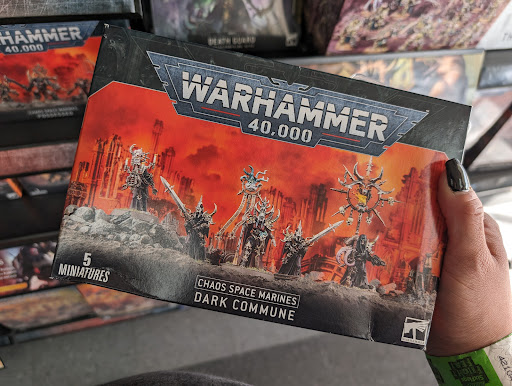 DEATH GUARD
WARHAMMER
40,000
WARHAMMER
40,000
5
MINIATURES
CHAOS SPACE MARINES
DARK COMMUNE